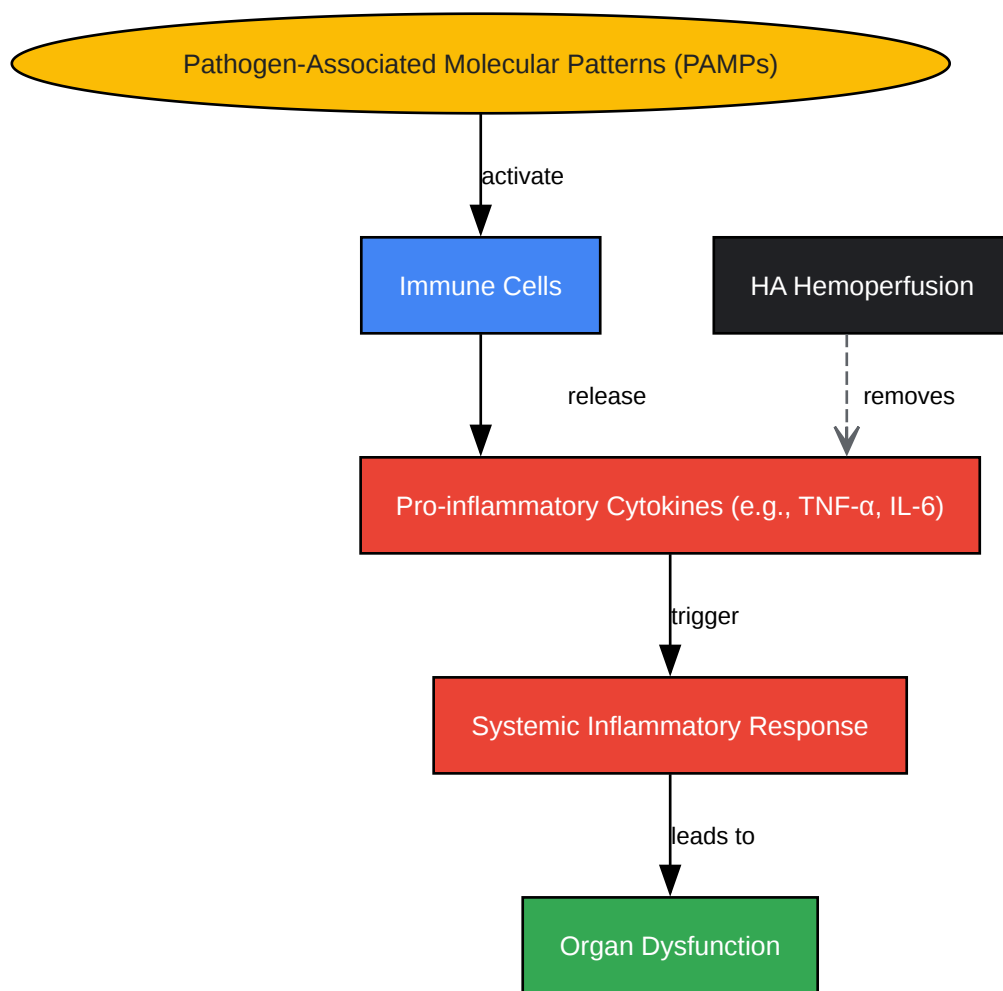 Pathogen-Associated Molecular Patterns (PAMPs)
activate
Immune Cells
HA Hemoperfusion
release
removes
Pro-inflammatory Cytokines (e.g., TNF-α, IL-6)
trigger
Systemic Inflammatory Response
leads to
Organ Dysfunction